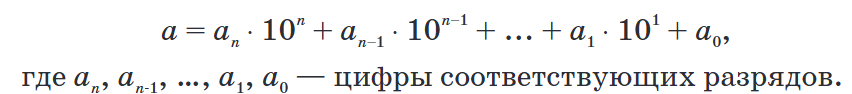 a = aₙ · 10ⁿ + aₙ₋₁ · 10ⁿ⁻¹ + ... + a₁ · 10¹ + a₀,
где aₙ, aₙ₋₁, ..., a₁, a₀ — цифры соответствующих разрядов.